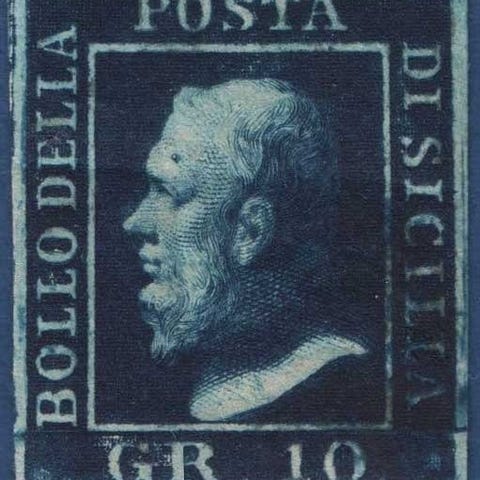 BOLLO DELLA
POSTA
DI SICILIA
GR 10